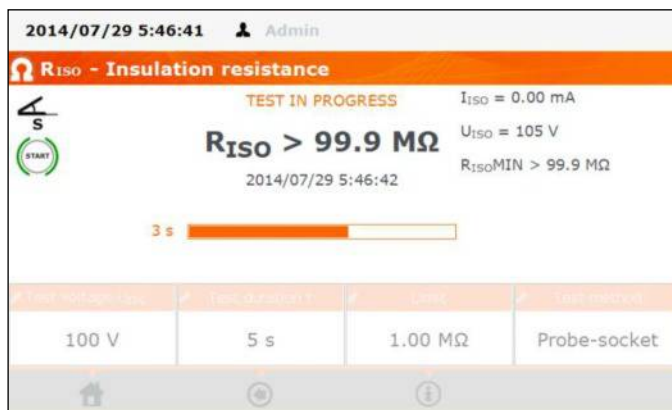 2014/07/29 5:46:41 Admin
RISO - Insulation resistance
TEST IN PROGRESS
IISO = 0.00 mA
S
START
RISO > 99.9 MΩ
UISO = 105 V
2014/07/29 5:46:42
RISOMIN > 99.9 MΩ
3 s
Test voltage UISO Test duration t Limit Test method
100 V 5 s 1.00 MΩ Probe-socket